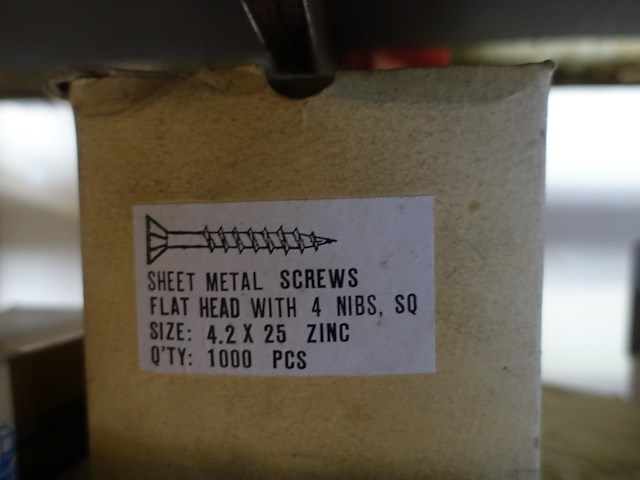 SHEET METAL SCREWS
FLAT HEAD WITH 4 NIBS, SQ
SIZE: 4.2 X 25 ZINC
Q'TY: 1000 PCS